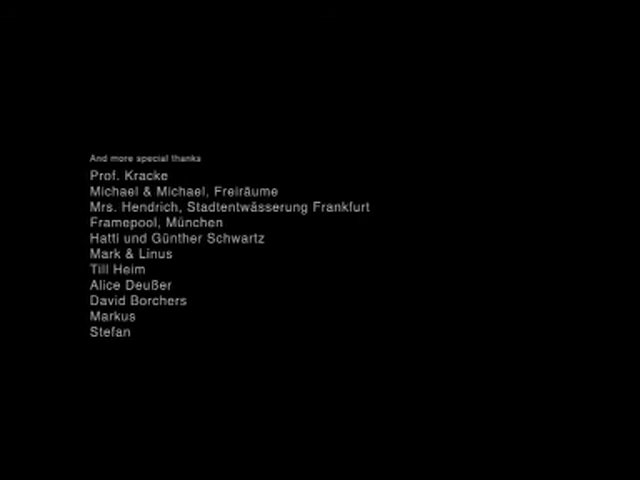 And more special thanks
Prof. Kracke
Michael & Michael, Freiräume
Mrs. Hendrich, Stadtentwässerung Frankfurt
Framepool, München
Hatti und Günther Schwartz
Mark & Linus
Till Heim
Alice Deußer
David Borchers
Markus
Stefan